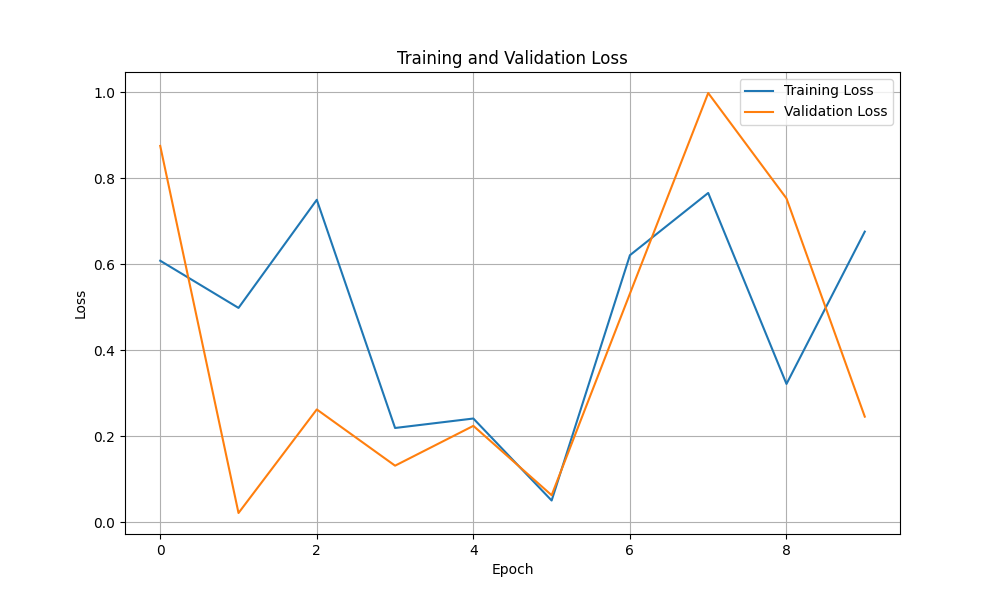 Training and Validation Loss
Training Loss
Validation Loss
1.0
0.8
0.6
0.4
0.2
0.0
Loss
0 2 4 6 8
Epoch